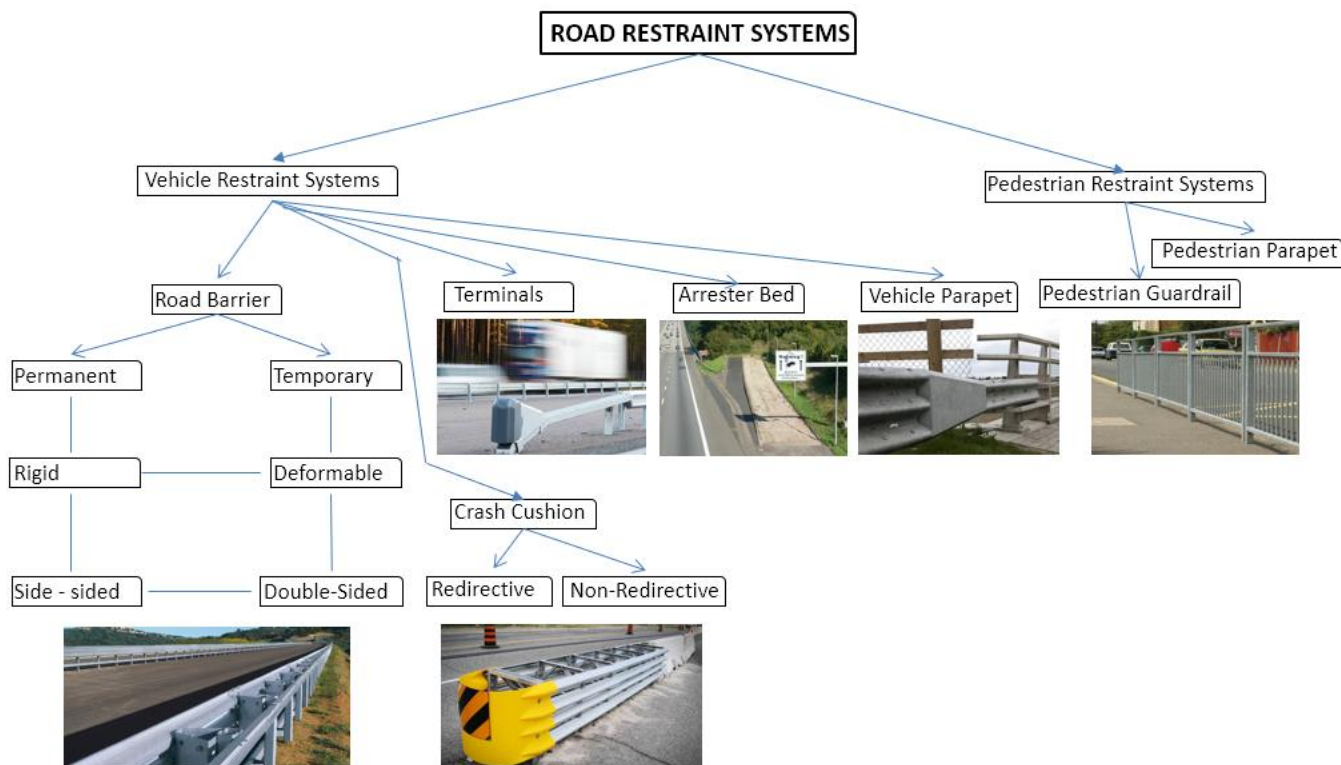 ROAD RESTRAINT SYSTEMS
Vehicle Restraint Systems
Pedestrian Restraint Systems
Pedestrian Parapet
Road Barrier
Terminals
Arrester Bed
Vehicle Parapet
Pedestrian Guardrail
Permanent
Temporary
Rigid
Deformable
Crash Cushion
Side - sided
Double-Sided
Redirective
Non-Redirective